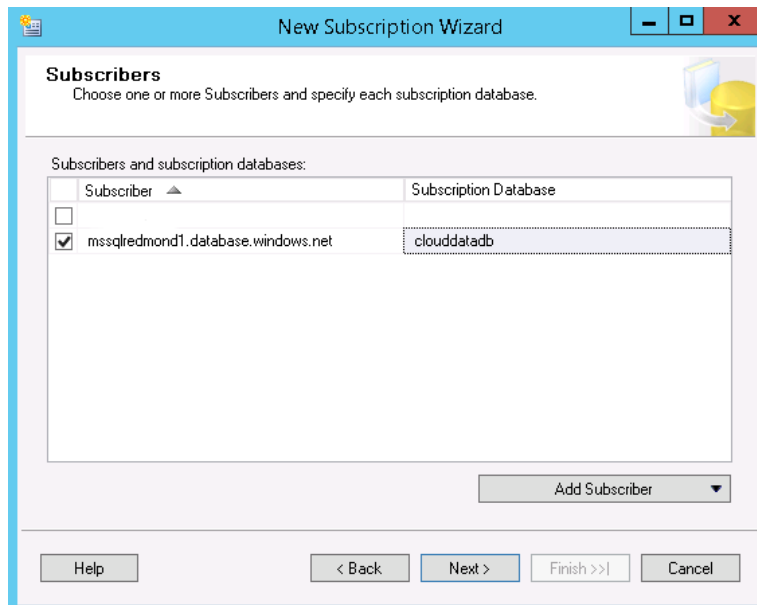 New Subscription Wizard
Subscribers
Choose one or more Subscribers and specify each subscription database.
Subscribers and subscription databases:
Subscriber Subscription Database
mssqlredmond1.database.windows.net clouddatadb
Add Subscriber
Help < Back Next > Finish >>| Cancel